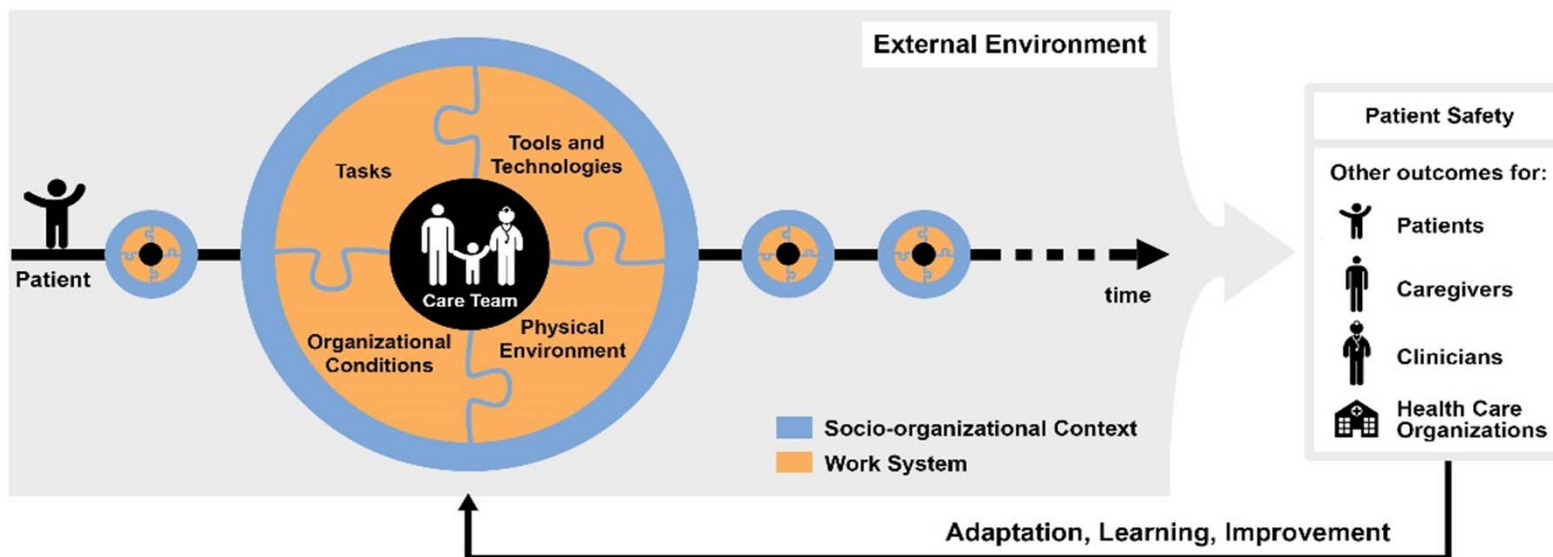 External Environment
Tasks
Tools and
Technologies
Patient
Care Team
Organizational
Conditions
Physical
Environment
time
Socio-organizational Context
Work System
Patient Safety
Other outcomes for:
Patients
Caregivers
Clinicians
Health Care
Organizations
Adaptation, Learning, Improvement